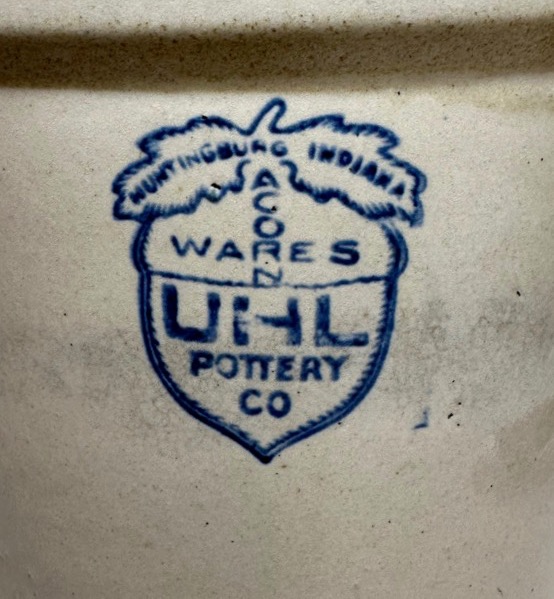 HUNTINGBURG INDIANA
ACORN
WARES
UHL
POTTERY
CO